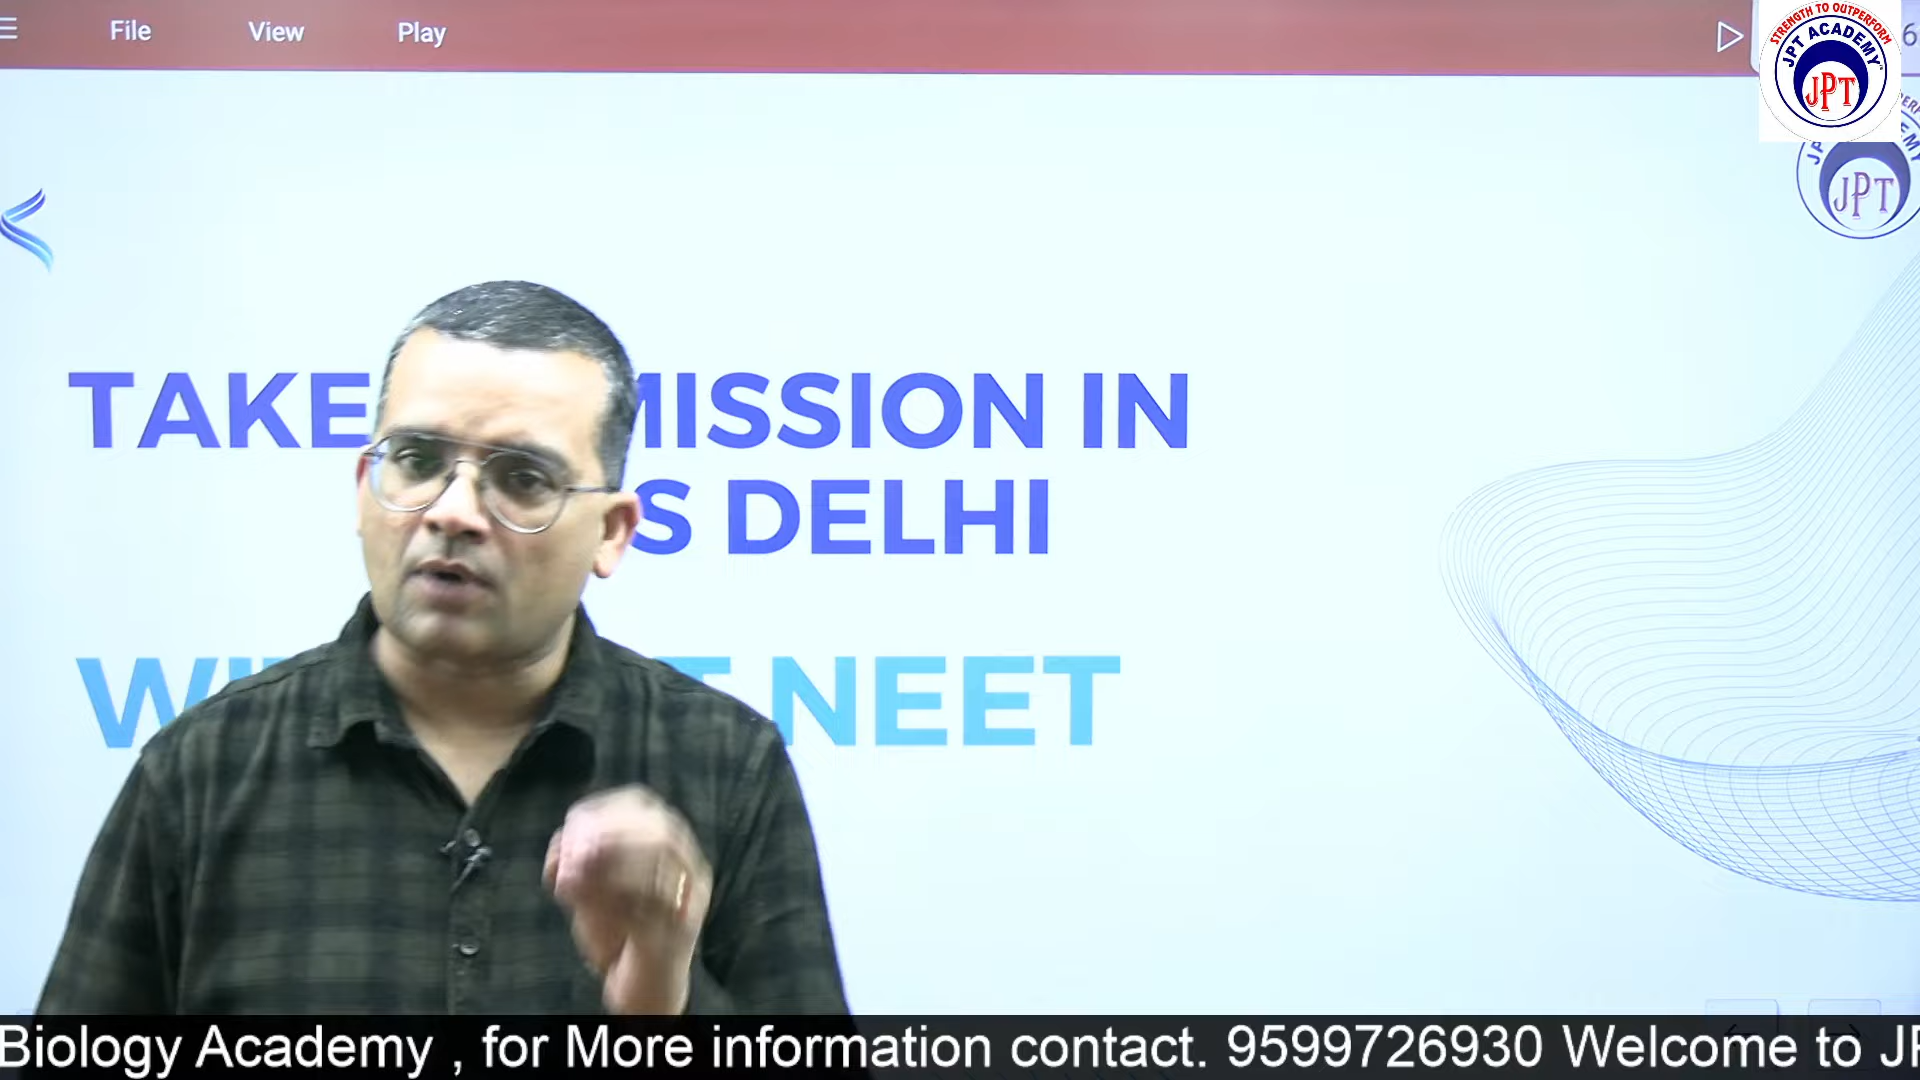 File View Play
STRENGTH TO OUTPERFORM
JPT ACADEMY
JPT
JPT
TAKE MISSION IN
S DELHI
NEET
Biology Academy , for More information contact. 9599726930 Welcome to